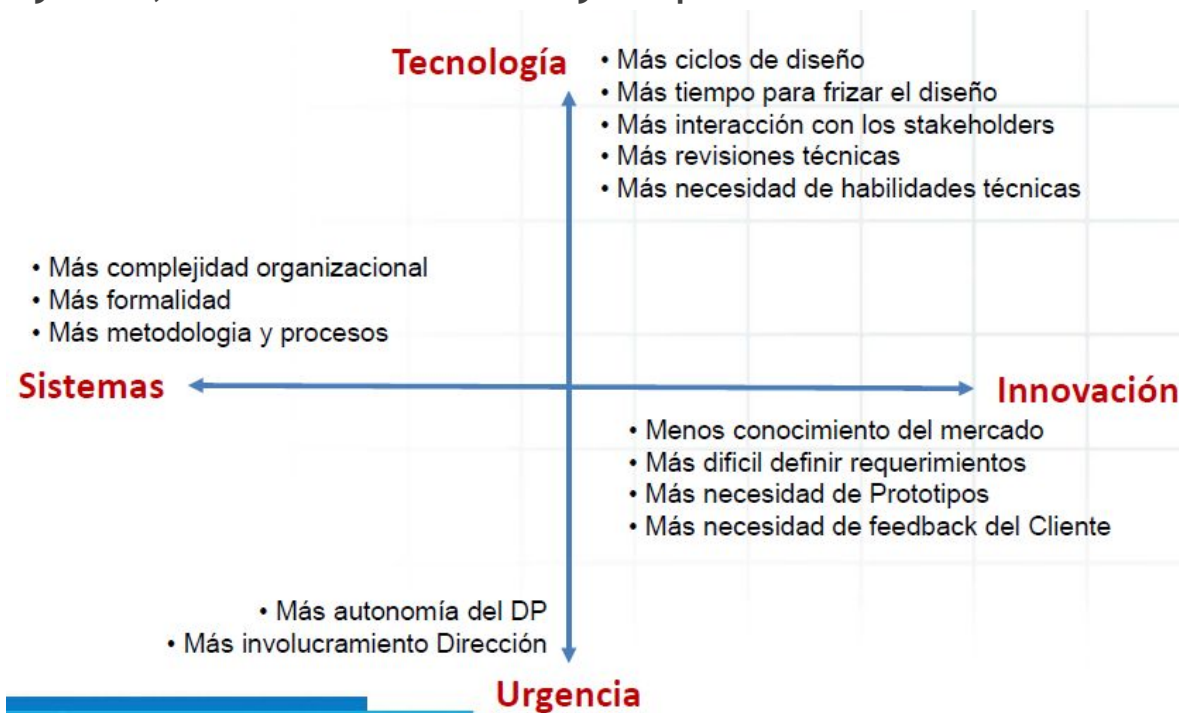 Tecnología
• Más ciclos de diseño
• Más tiempo para frizar el diseño
• Más interacción con los stakeholders
• Más revisiones técnicas
• Más necesidad de habilidades técnicas
• Más complejidad organizacional
• Más formalidad
• Más metodologia y procesos
Sistemas
Innovación
• Menos conocimiento del mercado
• Más dificil definir requerimientos
• Más necesidad de Prototipos
• Más necesidad de feedback del Cliente
• Más autonomía del DP
• Más involucramiento Dirección
Urgencia